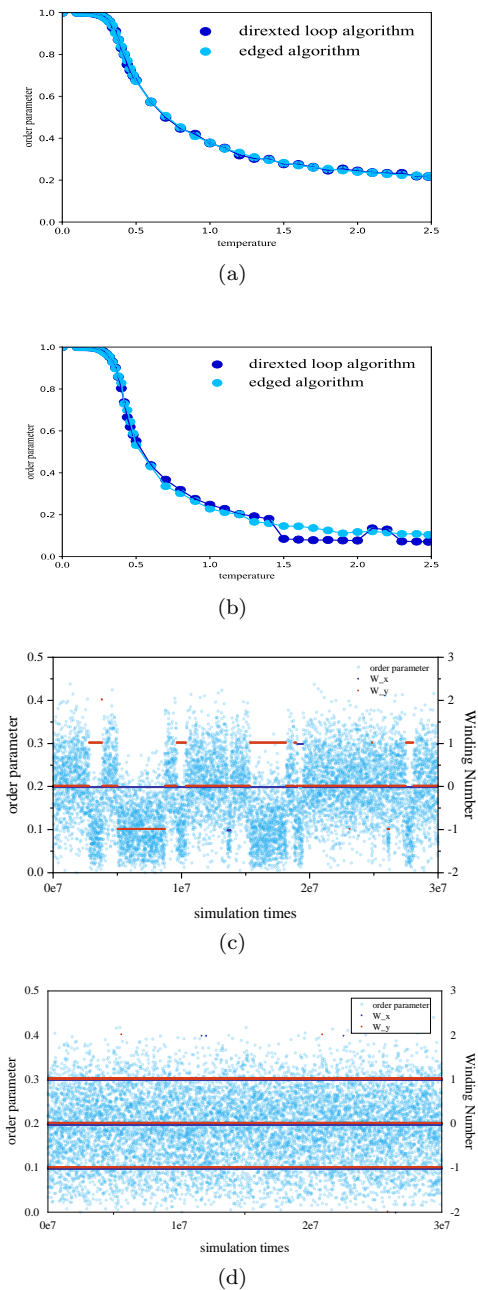 1.0
0.8
0.6
0.4
0.2
0.0
0.0 0.5 1.0 1.5 2.0 2.5
order parameter
temperature
direxted loop algorithm
edged algorithm
(a)
1.0
0.8
0.6
0.4
0.2
0.0
0.0 0.5 1.0 1.5 2.0 2.5
order parameter
temperature
direxted loop algorithm
edged algorithm
(b)
0.5
0.4
0.3
0.2
0.1
0.0
order parameter
order parameter
W_x
W_y
3
2
1
0
-1
-2
Winding Number
0e7 1e7 2e7 3e7
simulation times
(c)
0.5
0.4
0.3
0.2
0.1
0.0
order parameter
order parameter
W_x
W_y
3
2
1
0
-1
-2
Winding Number
0e7 1e7 2e7 3e7
simulation times
(d)